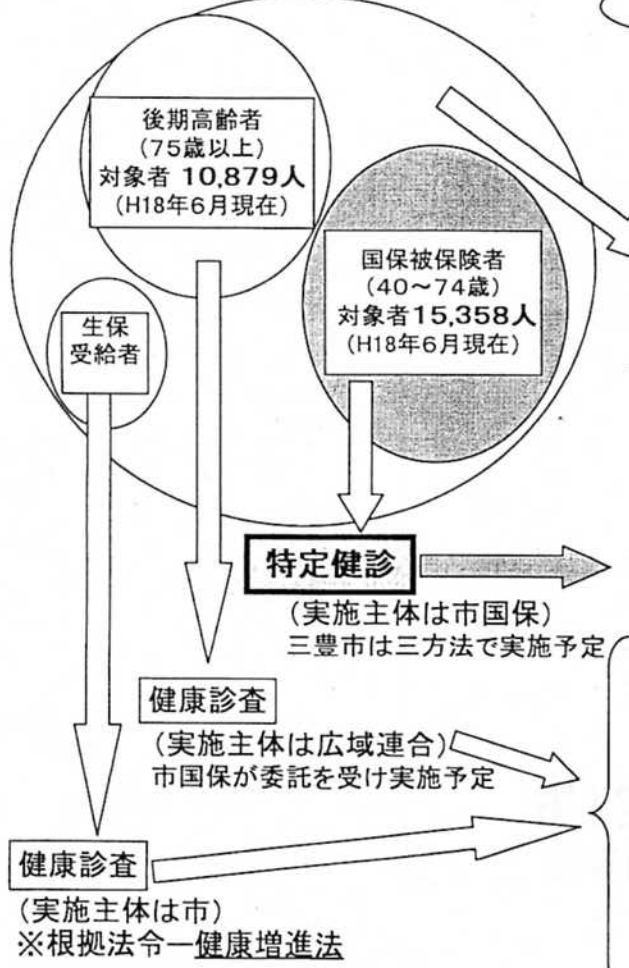 後期高齢者
(75歳以上)
対象者 10,879人
(H18年6月現在)
国保被保険者
(40～74歳)
対象者15,358人
(H18年6月現在)
生保
受給者
特定健診
(実施主体は市国保)
三豊市は三方法で実施予定
健康診査
(実施主体は広域連合)
市国保が委託を受け実施予定
健康診査
(実施主体は市)
※根拠法令ー健康増進法